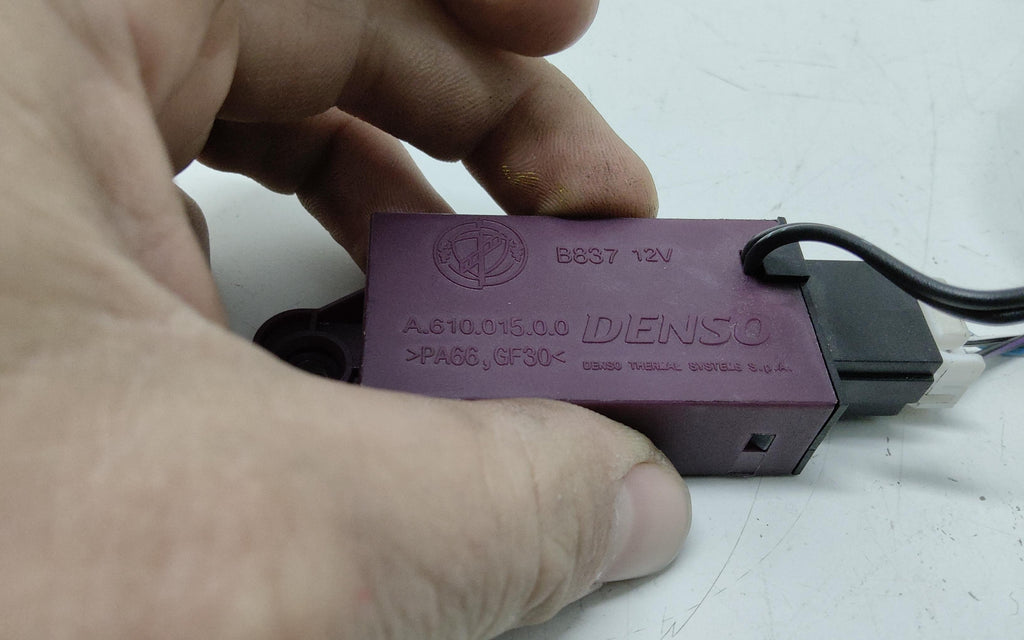 B837 12V
A.610.015.0.0 DENSO
>PA66,GF30< DENSO THERMAL SYSTEMS S.p.A.